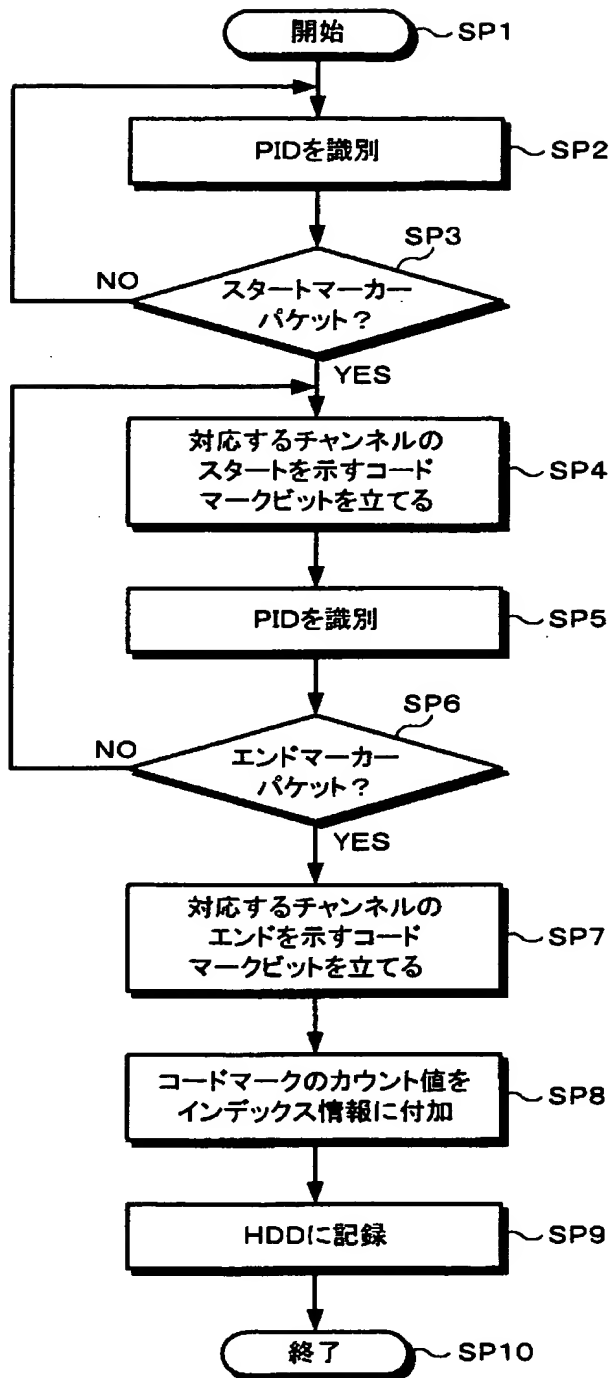 開始
SP1
PIDを識別
SP2
SP3
NO
スタートマーカー
パケット?
YES
対応するチャンネルの
スタートを示すコード
マークビットを立てる
SP4
PIDを識別
SP5
SP6
NO
エンドマーカー
パケット?
YES
対応するチャンネルの
エンドを示すコード
マークビットを立てる
SP7
コードマークのカウント値を
インデックス情報に付加
SP8
HDDに記録
SP9
終了
SP10